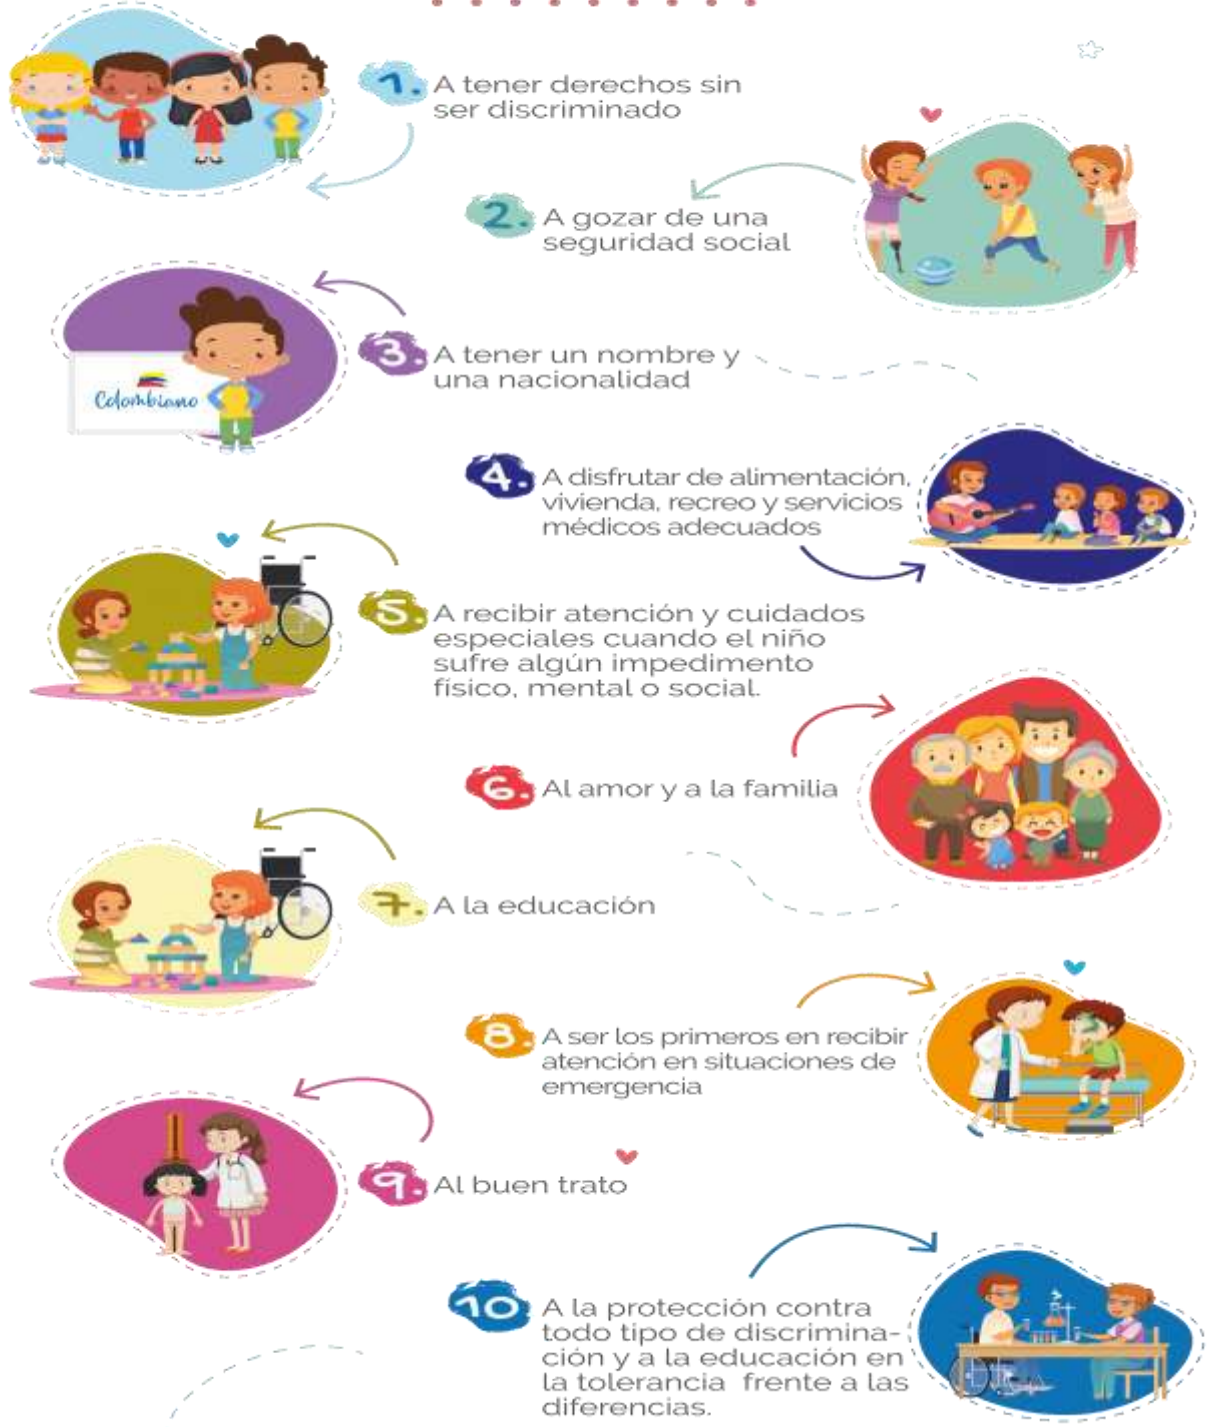 1. A tener derechos sin
ser discriminado
2. A gozar de una
seguridad social
3. A tener un nombre y
una nacionalidad
Colombiano
4. A disfrutar de alimentación,
vivienda, recreo y servicios
médicos adecuados
5. A recibir atención y cuidados
especiales cuando el niño
sufre algún impedimento
físico, mental o social.
6. Al amor y a la familia
7. A la educación
8. A ser los primeros en recibir
atención en situaciones de
emergencia
9. Al buen trato
10. A la protección contra
todo tipo de discrimina-
ción y a la educación en
la tolerancia frente a las
diferencias.